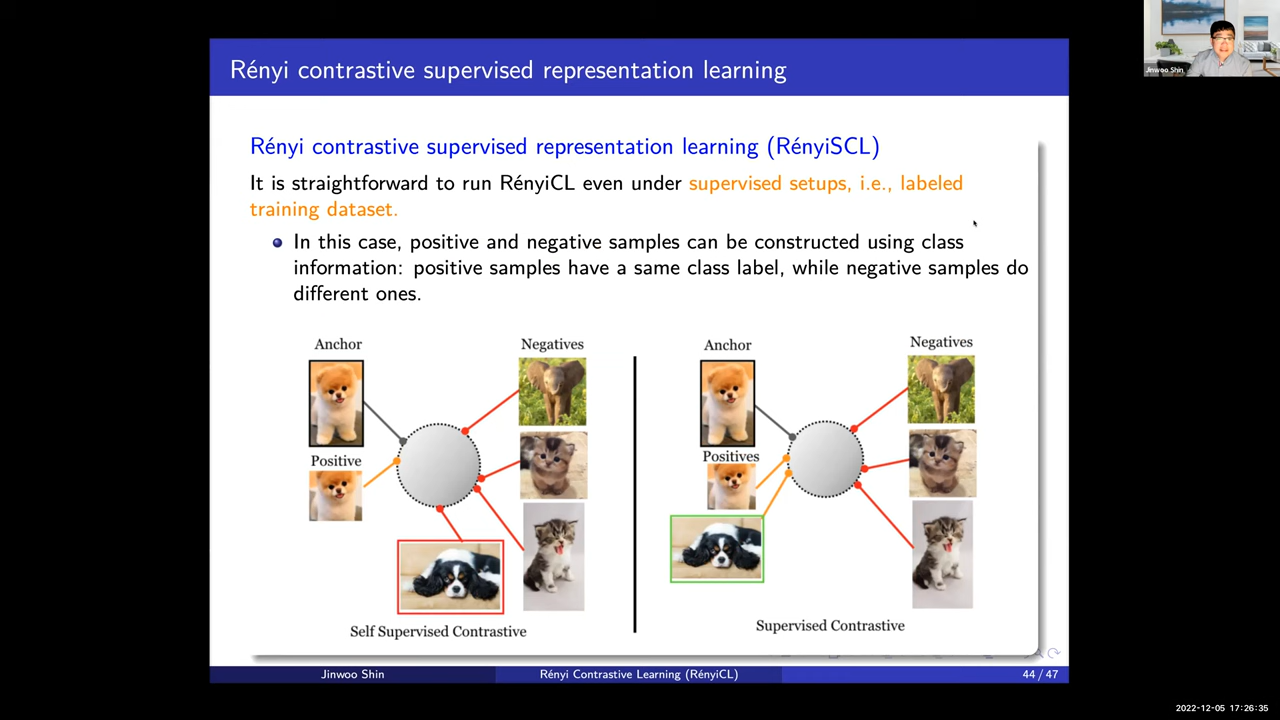 Rényi contrastive supervised representation learning
Jinwoo Shin
Rényi contrastive supervised representation learning (RényiSCL)
It is straightforward to run RényiCL even under supervised setups, i.e., labeled
training dataset.
In this case, positive and negative samples can be constructed using class
information: positive samples have a same class label, while negative samples do
different ones.
Anchor
Negatives
Positive
Self Supervised Contrastive
Anchor
Negatives
Positives
Supervised Contrastive
Jinwoo Shin
Rényi Contrastive Learning (RényiCL)
44 / 47
2022-12-05 17:26:35